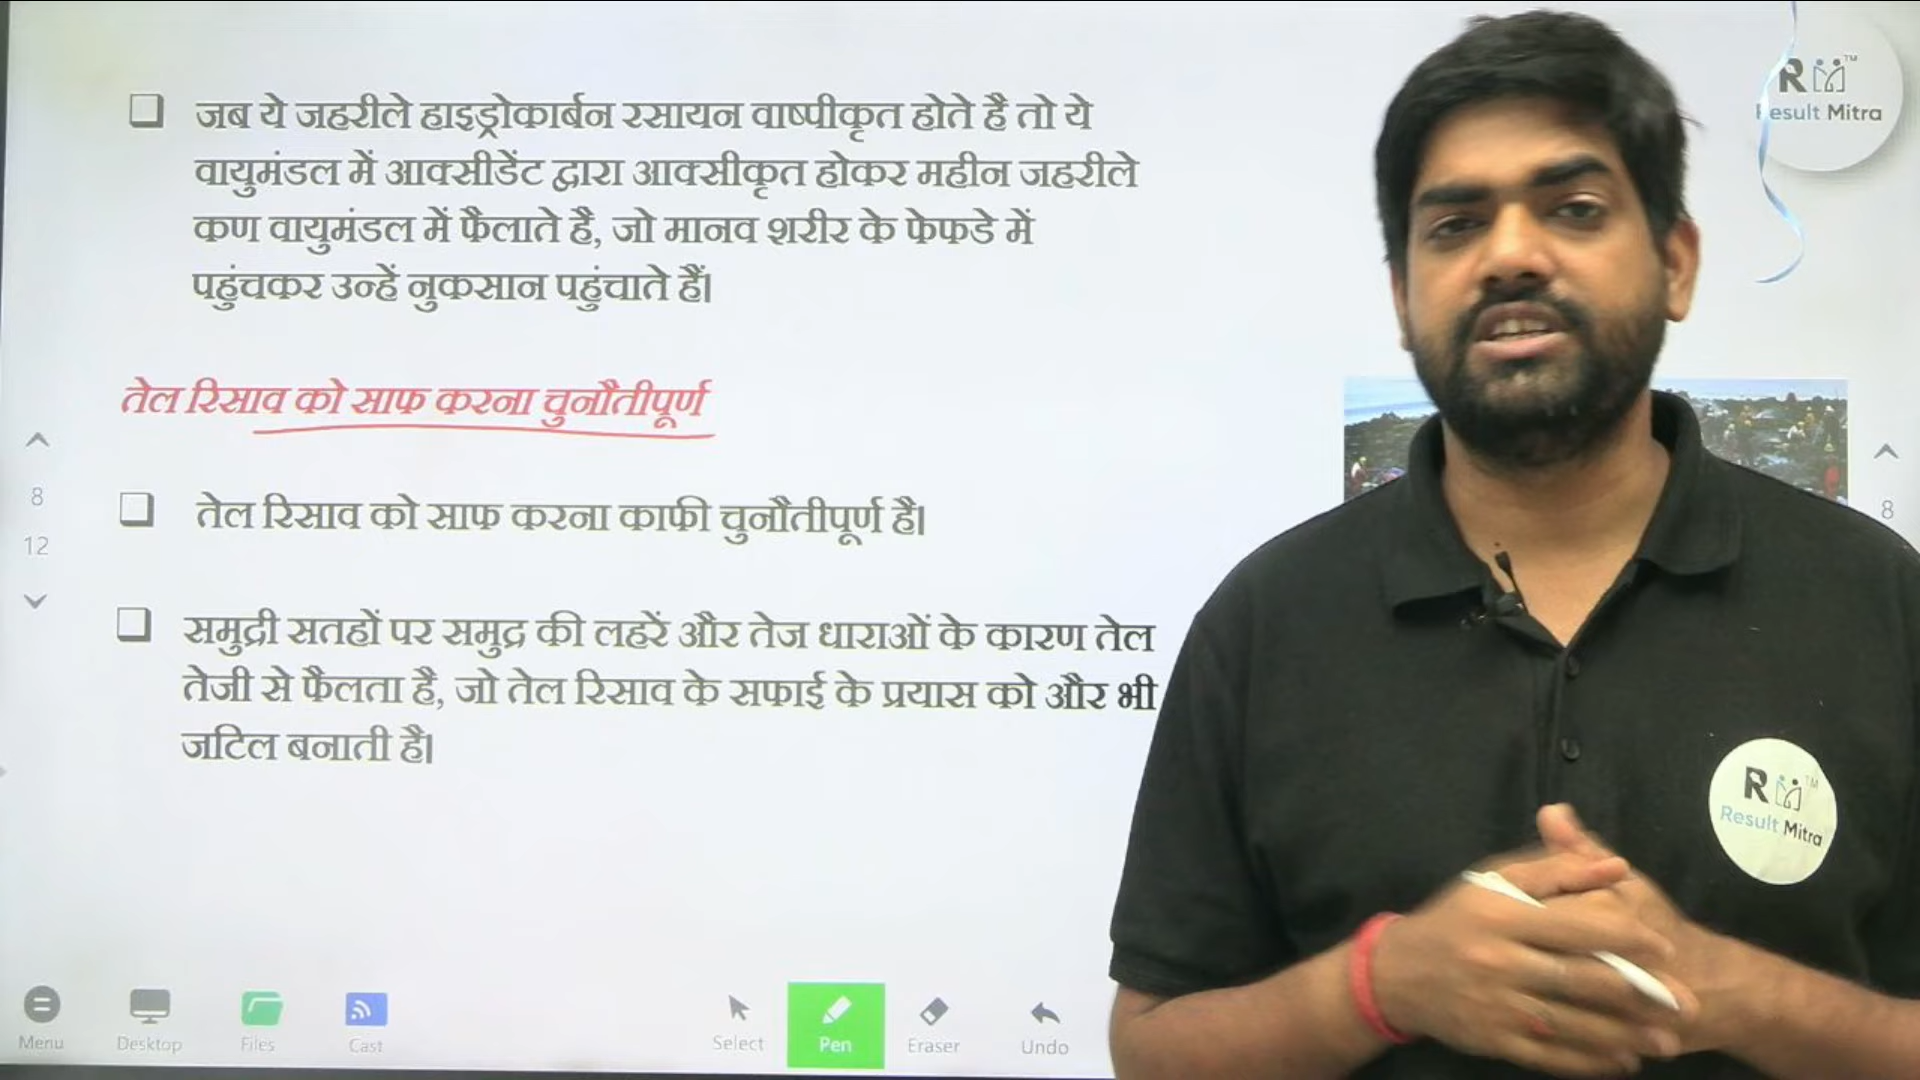 जब ये जहरीले हाइड्रोकार्बन रसायन वाष्पीकृत होते है तो ये
वायुमंडल में आक्सीडेंट द्वारा आक्सीकृत होकर महीन जहरीले
कण वायुमंडल में फैलाते है, जो मानव शरीर के फेफडे में
पहुंचकर उन्हें नुकसान पहुंचाते हैं।
तेल रिसाव को साफ करना चुनौतीपूर्ण
तेल रिसाव को साफ करना काफी चुनौतीपूर्ण है।
समुद्री सतहों पर समुद्र की लहरें और तेज धाराओं के कारण तेल
तेजी से फैलता है, जो तेल रिसाव के सफाई के प्रयास को और भी
जटिल बनाती है।
8
12
8
Menu
Desktop
Files
Cast
Select
Pen
Eraser
Undo
R TM
Result Mitra
R TM
Result Mitra